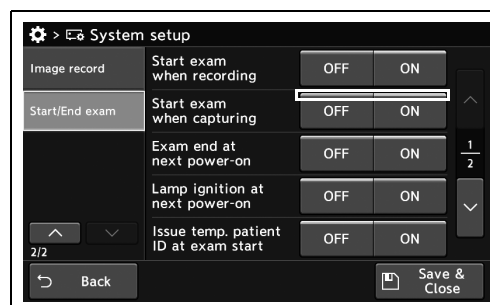 > System setup
Image record
Start/End exam
2/2
Start exam
when recording
OFF ON
Start exam
when capturing
OFF ON
Exam end at
next power-on
OFF ON
Lamp ignition at
next power-on
OFF ON
Issue temp. patient
ID at exam start
OFF ON
1
2
Back
Save &
Close